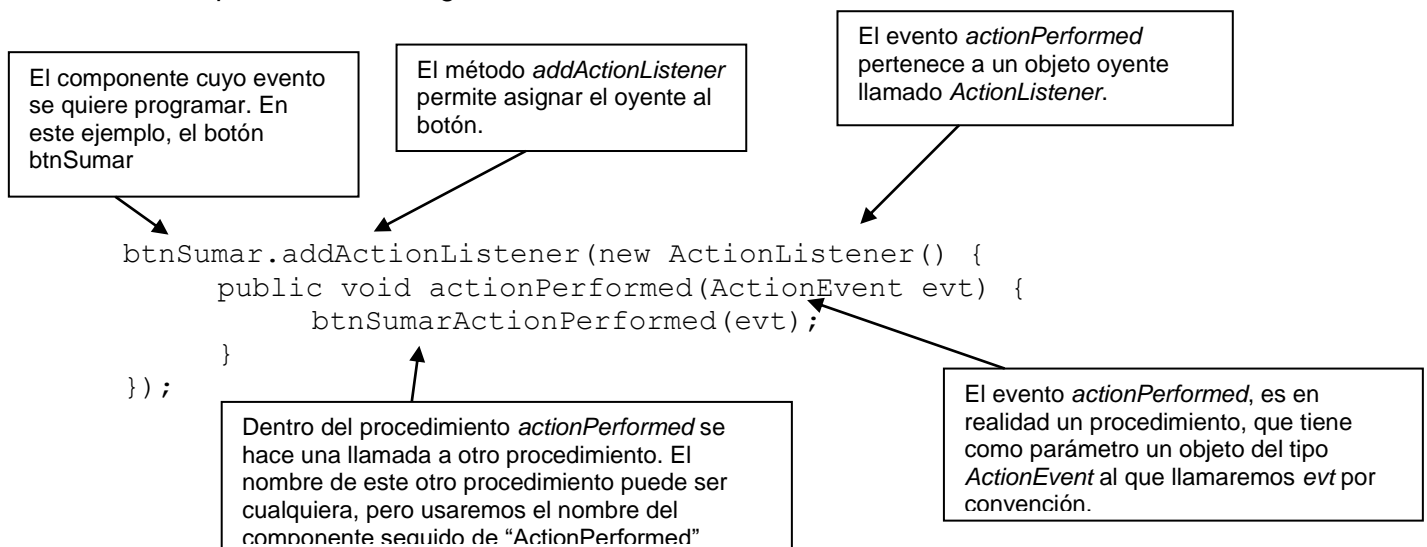 El componente cuyo evento
se quiere programar. En
este ejemplo, el botón
btnSumar
El método addActionListener
permite asignar el oyente al
botón.
El evento actionPerformed
pertenece a un objeto oyente
llamado ActionListener.
btnSumar.addActionListener(new ActionListener() {
public void actionPerformed(ActionEvent evt) {
btnSumarActionPerformed(evt);
}
});
Dentro del procedimiento actionPerformed se
hace una llamada a otro procedimiento. El
nombre de este otro procedimiento puede ser
cualquiera, pero usaremos el nombre del
componente seguido de “ActionPerformed”
El evento actionPerformed, es en
realidad un procedimiento, que tiene
como parámetro un objeto del tipo
ActionEvent al que llamaremos evt por
convención.